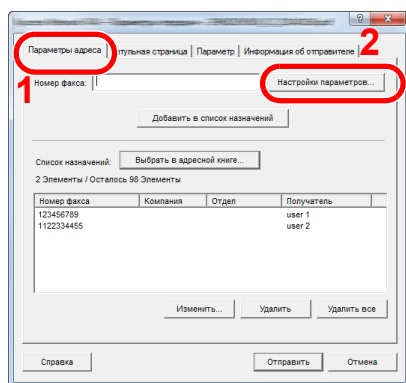 Параметры адреса тульная страница Параметр Информация об отправителе 2
1 Номер факса: Настройки параметров...
Добавить в список назначений
Список назначений: Выбрать в адресной книге...
2 Элементы / Осталось 98 Элементы
Номер факса Компания Отдел Получатель
123456789 user 1
1122334455 user 2
Изменить... Удалить Удалить все
Справка Отправить Отмена